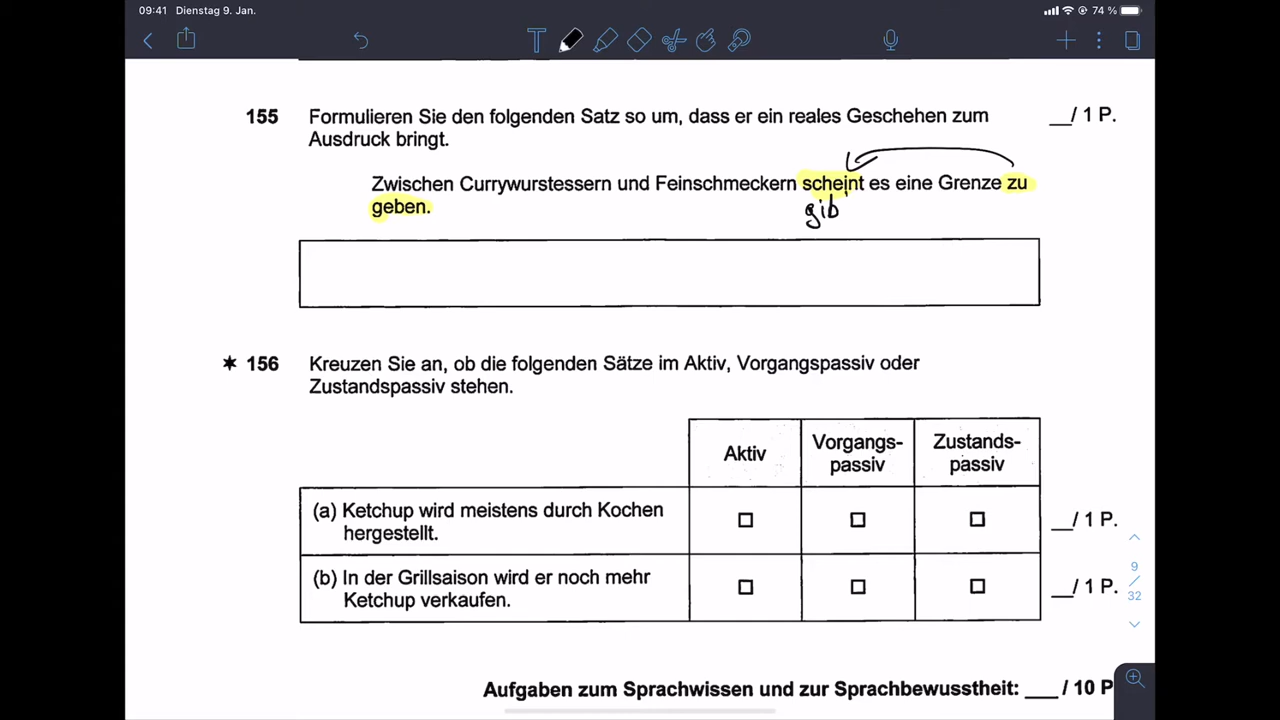 09:41 Dienstag 9. Jan.
74 %
155 Formulieren Sie den folgenden Satz so um, dass er ein reales Geschehen zum __/ 1 P.
Ausdruck bringt.
Zwischen Currywurstessern und Feinschmeckern scheint es eine Grenze zu
geben.
gib
★ 156 Kreuzen Sie an, ob die folgenden Sätze im Aktiv, Vorgangspassiv oder
Zustandspassiv stehen.
Aktiv Vorgangs- Zustands-
passiv passiv
(a) Ketchup wird meistens durch Kochen __/ 1 P.
hergestellt.
(b) In der Grillsaison wird er noch mehr __/ 1 P.
Ketchup verkaufen.
9
/
32
Aufgaben zum Sprachwissen und zur Sprachbewusstheit: ___ / 10 P